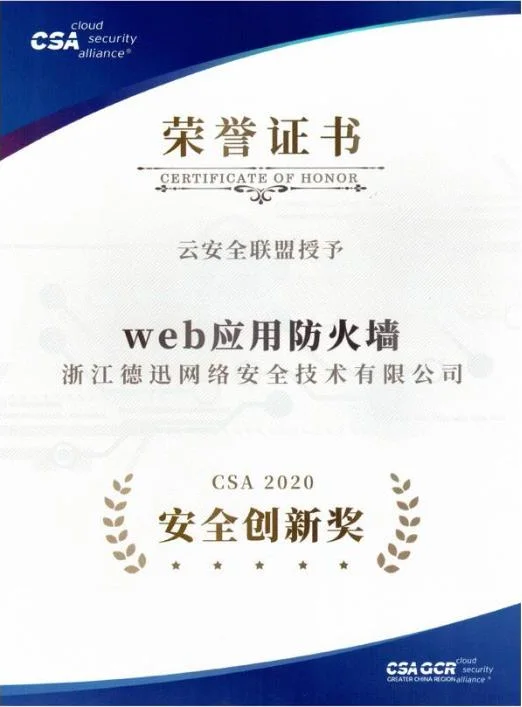 CSA cloud security alliance®
荣誉证书
CERTIFICATE OF HONOR
云安全联盟授予
web应用防火墙
浙江德迅网络安全技术有限公司
CSA 2020
安全创新奖
CSA GCR cloud security alliance®
GREATER CHINA REGION